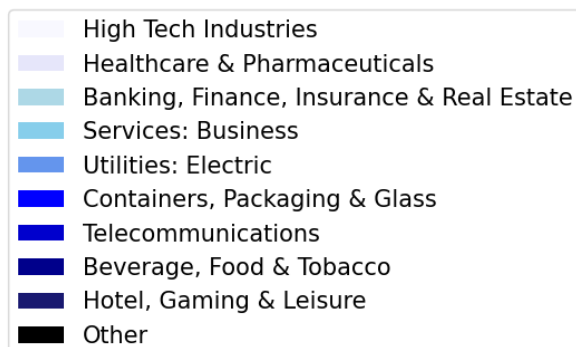 High Tech Industries
Healthcare & Pharmaceuticals
Banking, Finance, Insurance & Real Estate
Services: Business
Utilities: Electric
Containers, Packaging & Glass
Telecommunications
Beverage, Food & Tobacco
Hotel, Gaming & Leisure
Other